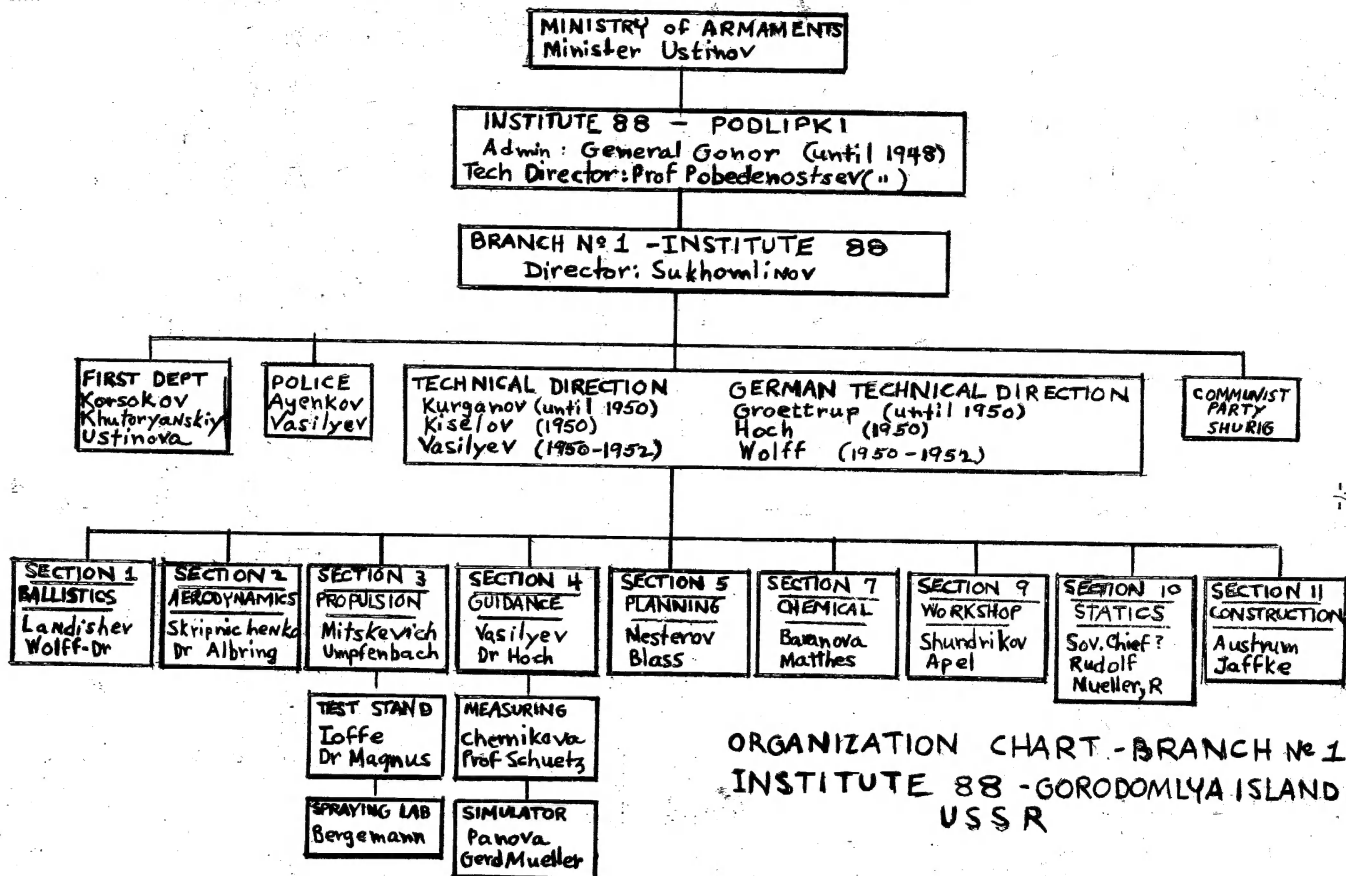 MINISTRY of ARMAMENTS
Minister Ustinov
INSTITUTE 88 - PODLIPKI
Admin: General Gonor (until 1948)
Tech Director: Prof Pobedenostsev (")
BRANCH No 1 - INSTITUTE 88
Director: Sukhomlinov
FIRST DEPT
Korsokov
Khutoryanskiy
Ustinova
POLICE
Ayenkov
Vasilyev
TECHNICAL DIRECTION
Kurganov (until 1950)
Kiselov (1950)
Vasilyev (1950-1952)
GERMAN TECHNICAL DIRECTION
Groettrup (until 1950)
Hoch (1950)
Wolff (1950-1952)
COMMUNIST
PARTY
SHURIG
SECTION 1
BALLISTICS
Landishev
Wolff-Dr
SECTION 2
AERODYNAMICS
Skripnichenko
Dr Albring
SECTION 3
PROPULSION
Mitskevich
Umpfenbach
SECTION 4
GUIDANCE
Vasilyev
Dr Hoch
SECTION 5
PLANNING
Nesterov
Blass
SECTION 7
CHEMICAL
Baranova
Matthes
SECTION 9
WORKSHOP
Shundrikov
Apel
SECTION 10
STATICS
Sov. Chief?
Rudolf
Mueller, R
SECTION 11
CONSTRUCTION
Austrum
Jaffke
TEST STAND
Ioffe
Dr Magnus
MEASURING
Chernikova
Prof Schuetz
SPRAYING LAB
Bergemann
SIMULATOR
Panova
Gerd Mueller
ORGANIZATION CHART - BRANCH No 1
INSTITUTE 88 - GORODOMLYA ISLAND
USSR